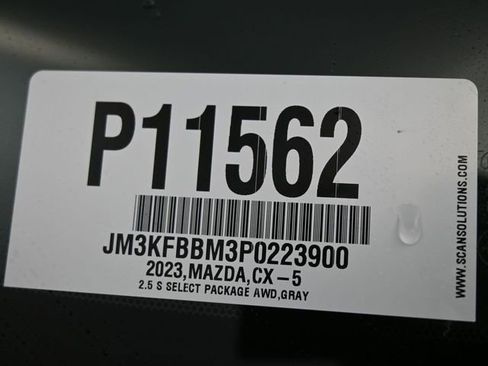 P11562
JM3KFBBM3P0223900
2023,MAZDA,CX-5
2.5 S SELECT PACKAGE AWD,GRAY
WWW.SCANSOLUTIONS.COM